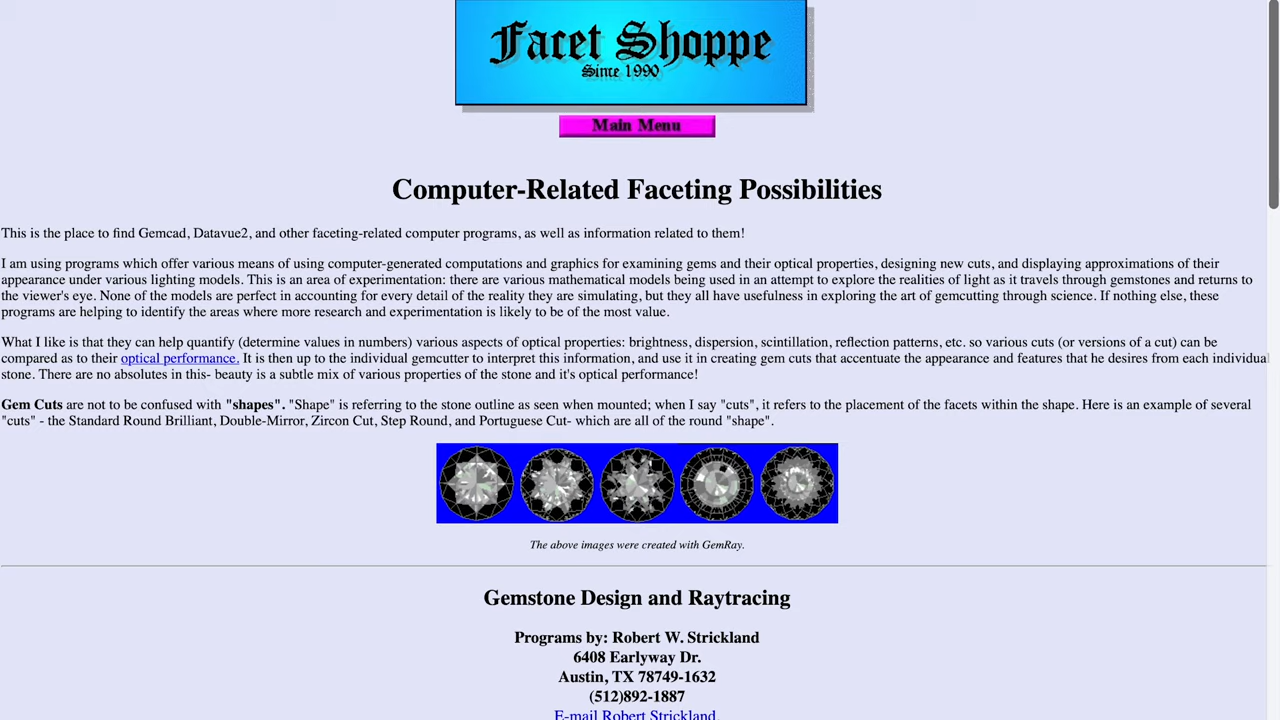 Facet Shoppe
Since 1990
Main Menu
Computer-Related Faceting Possibilities
This is the place to find Gemcad, Datavue2, and other faceting-related computer programs, as well as information related to them!
I am using programs which offer various means of using computer-generated computations and graphics for examining gems and their optical properties, designing new cuts, and displaying approximations of their
appearance under various lighting models. This is an area of experimentation: there are various mathematical models being used in an attempt to explore the realities of light as it travels through gemstones and returns to
the viewer's eye. None of the models are perfect in accounting for every detail of the reality they are simulating, but they all have usefulness in exploring the art of gemcutting through science. If nothing else, these
programs are helping to identify the areas where more research and experimentation is likely to be of the most value.
What I like is that they can help quantify (determine values in numbers) various aspects of optical properties: brightness, dispersion, scintillation, reflection patterns, etc. so various cuts (or versions of a cut) can be
compared as to their optical performance. It is then up to the individual gemcutter to interpret this information, and use it in creating gem cuts that accentuate the appearance and features that he desires from each individual
stone. There are no absolutes in this- beauty is a subtle mix of various properties of the stone and it's optical performance!
Gem Cuts are not to be confused with "shapes". "Shape" is referring to the stone outline as seen when mounted; when I say "cuts", it refers to the placement of the facets within the shape. Here is an example of several
"cuts" - the Standard Round Brilliant, Double-Mirror, Zircon Cut, Step Round, and Portuguese Cut- which are all of the round "shape".
The above images were created with GemRay.
Gemstone Design and Raytracing
Programs by: Robert W. Strickland
6408 Earlyway Dr.
Austin, TX 78749-1632
(512)892-1887
E-mail Robert Strickland.